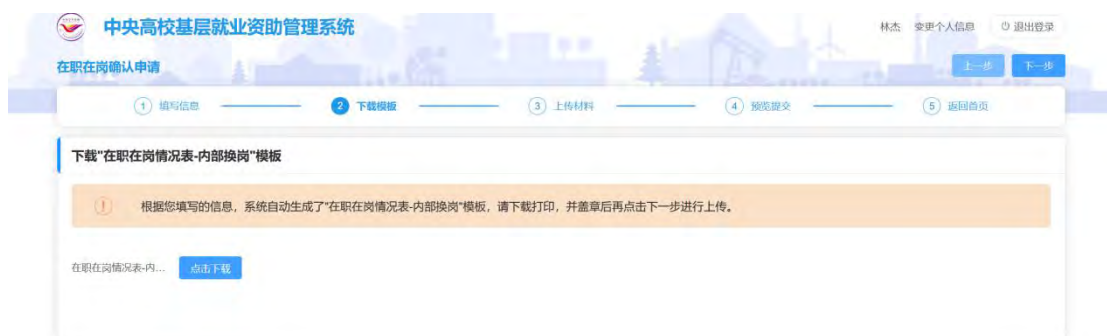 中央高校基层就业资助管理系统
林杰 变更个人信息 退出登录
在职在岗确认申请
上一步 下一步
1 填写信息 2 下载模板 3 上传材料 4 预览提交 5 返回首页
下载"在职在岗情况表-内部换岗"模板
根据您填写的信息，系统自动生成了"在职在岗情况表-内部换岗"模板，请下载打印，并盖章后再点击下一步进行上传。
在职在岗情况表-内... 点击下载